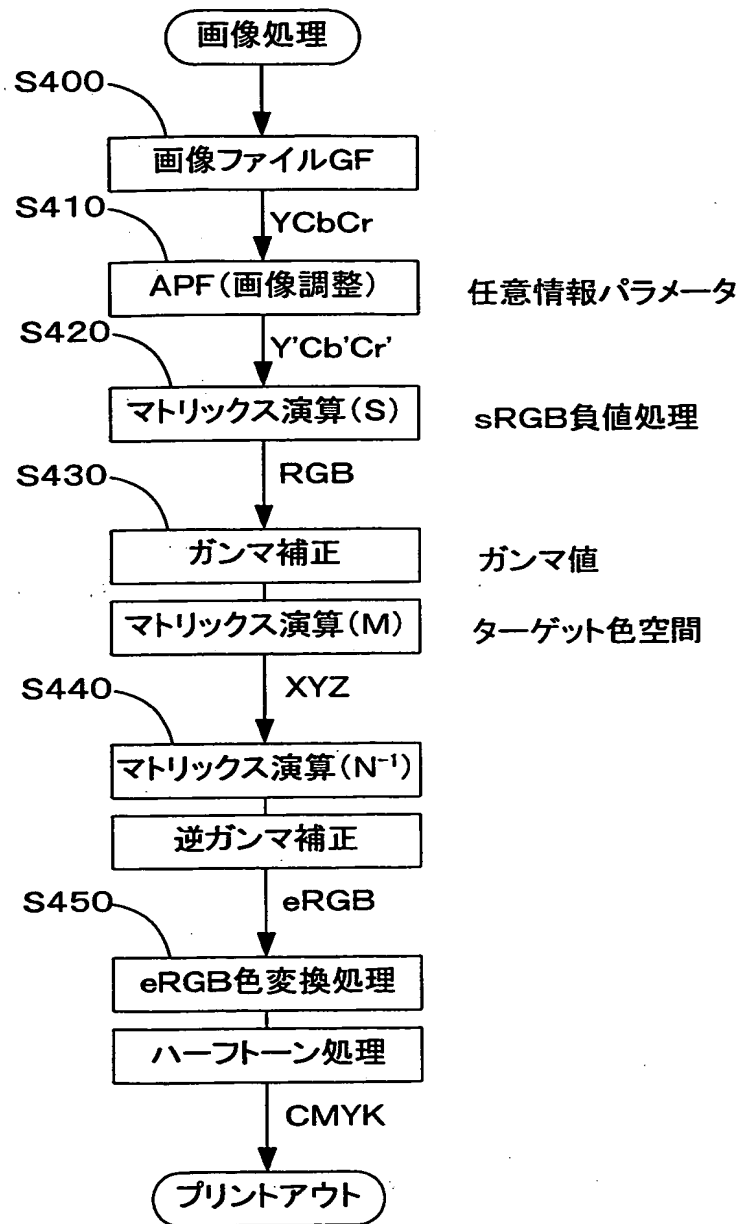 画像処理
S400
画像ファイルGF
S410
YCbCr
APF(画像調整)
任意情報パラメータ
S420
Y'Cb'Cr'
マトリックス演算(S)
sRGB負値処理
S430
RGB
ガンマ補正
ガンマ値
マトリックス演算(M)
ターゲット色空間
S440
XYZ
マトリックス演算(N⁻¹)
逆ガンマ補正
S450
eRGB
eRGB色変換処理
ハーフトーン処理
CMYK
プリントアウト